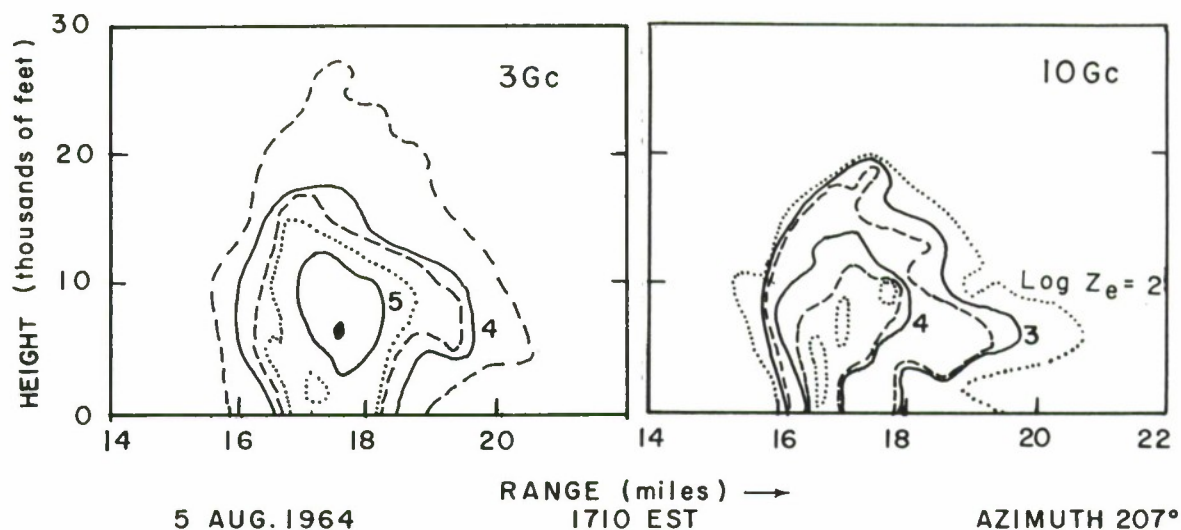 30
20
10
0
HEIGHT (thousands of feet)
3Gc
5
4
14 16 18 20
10Gc
Log Ze = 2
4
3
14 16 18 20 22
RANGE (miles) →
5 AUG. 1964 1710 EST AZIMUTH 207°